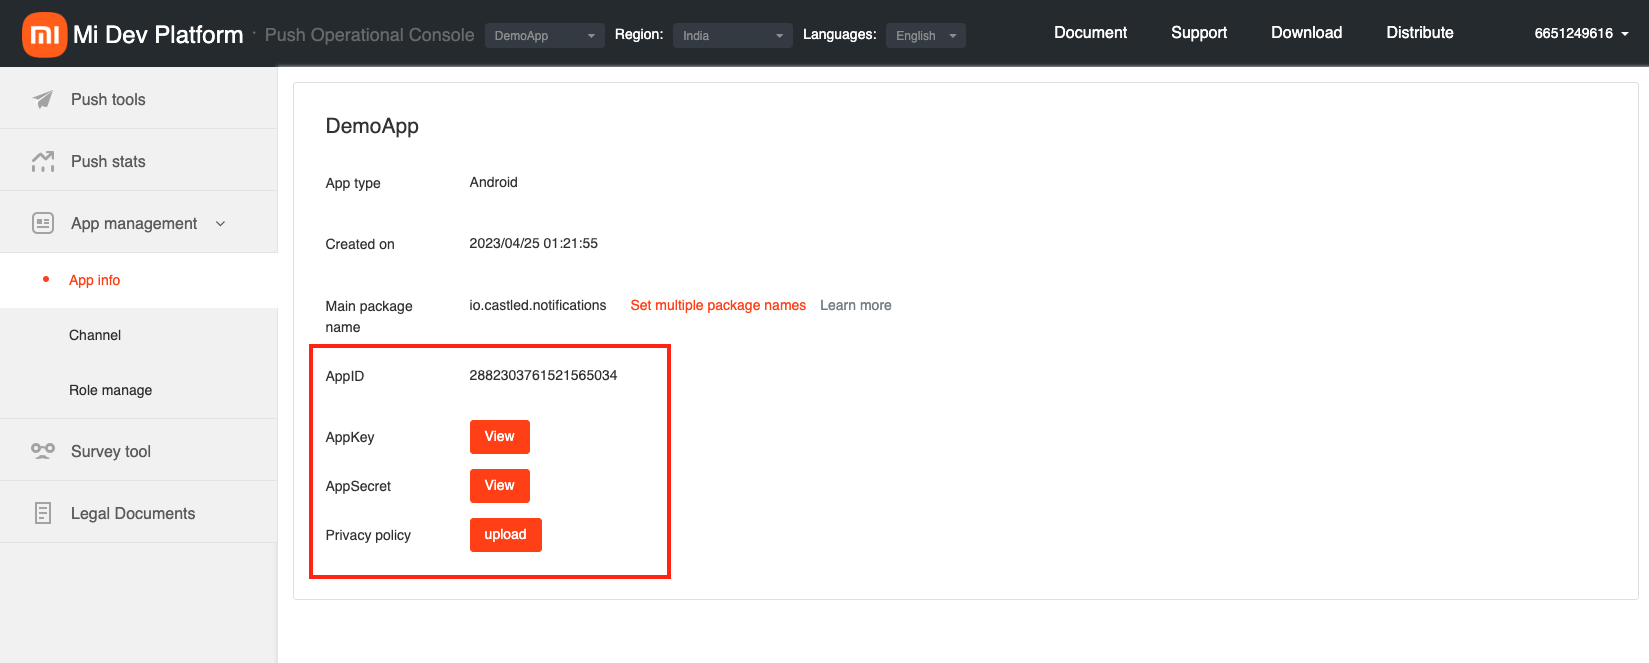 mi Mi Dev Platform · Push Operational Console DemoApp Region: India Languages: English Document Support Download Distribute 6651249616
Push tools
Push stats
App management
App info
Channel
Role manage
Survey tool
Legal Documents
DemoApp
App type Android
Created on 2023/04/25 01:21:55
Main package name io.castled.notifications Set multiple package names Learn more
AppID 2882303761521565034
AppKey View
AppSecret View
Privacy policy upload